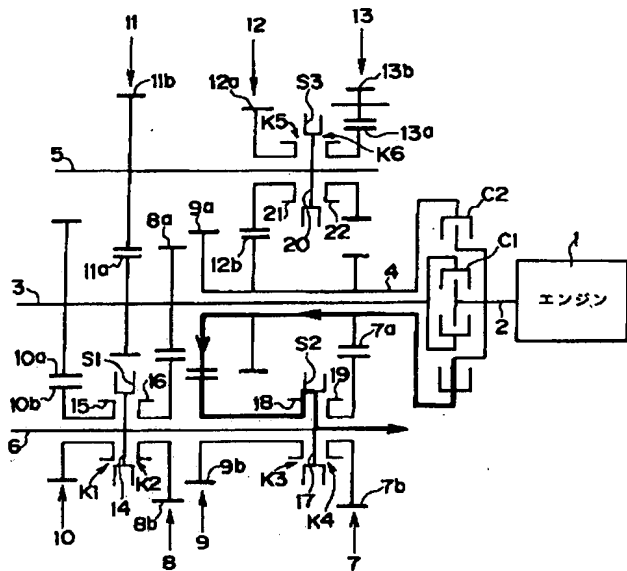 11 12 13
11b 12a S3 13b
K5 13a
K6
5
8a 9a 21 20 22 C2
11a 12b C1 1
3 4 エンジン
2
10a S1 16 S2 7a
10b 15 18 19
6
K1 14 K2 9b K3 17 K4 7b
10 8b 8 9 7